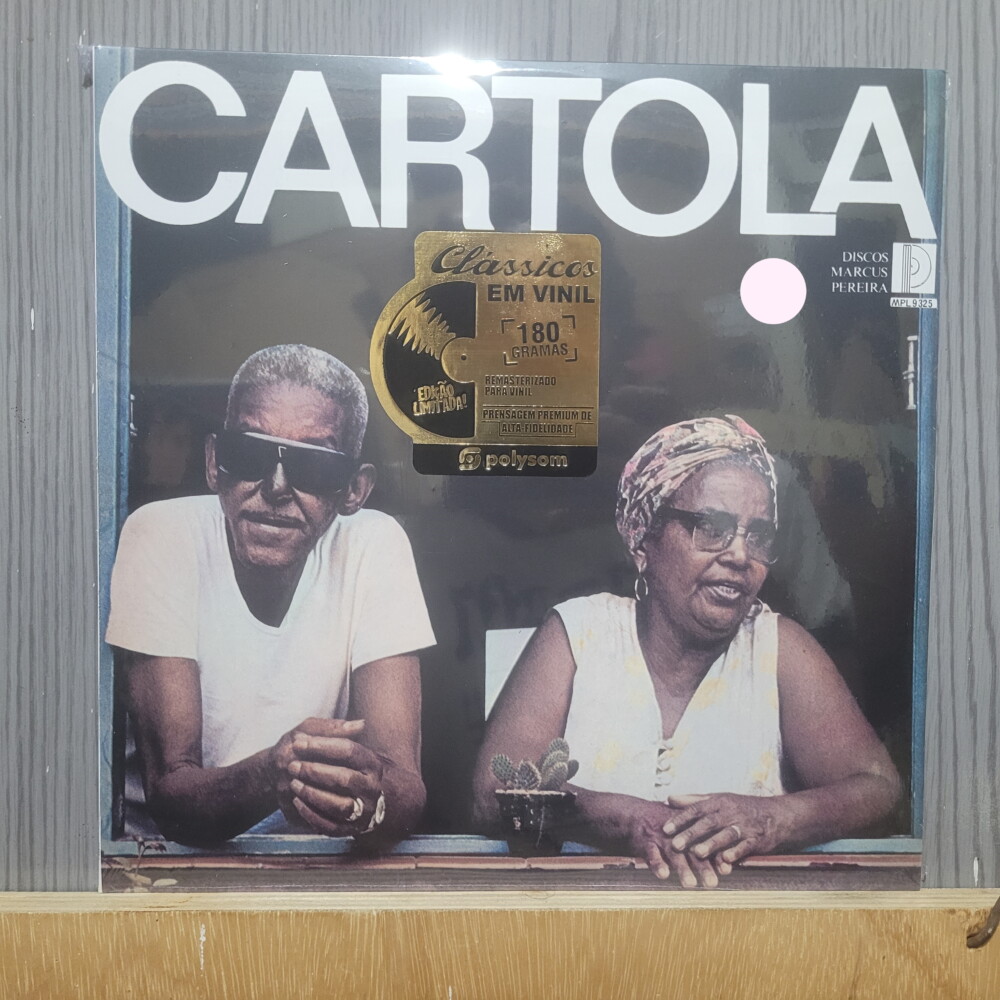 CARTOLA
DISCOS
MARCUS
PEREIRA
MPL 9325
Clássicos
EM VINIL
180
GRAMAS
REMASTERIZADO
PARA VINIL
¡EDIÇÃO
LIMITADA!
PRENSAGEM PREMIUM DE
ALTA-FIDELIDADE
polysom